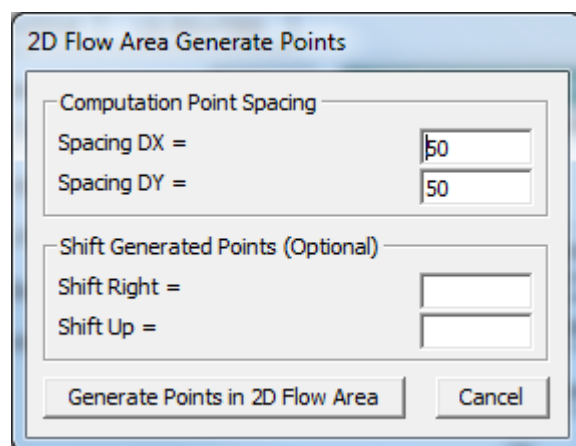 2D Flow Area Generate Points
Computation Point Spacing
Spacing DX =
50
Spacing DY =
50
Shift Generated Points (Optional)
Shift Right =
Shift Up =
Generate Points in 2D Flow Area
Cancel